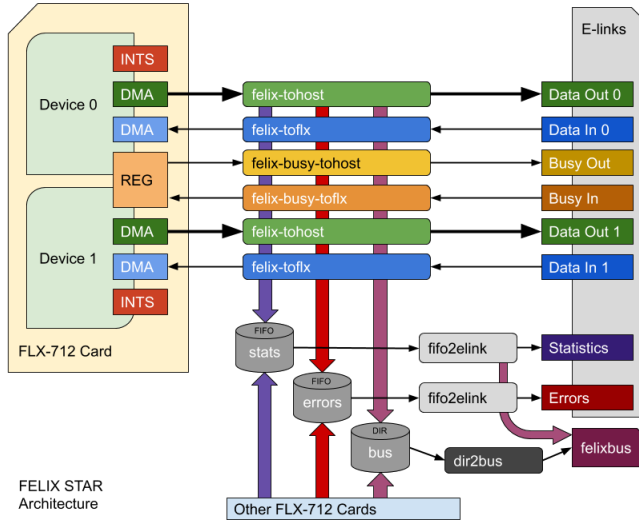 E-links
INTS
Device 0
DMA
felix-tohost
Data Out 0
DMA
felix-toflx
Data In 0
REG
felix-busy-tohost
Busy Out
felix-busy-toflx
Busy In
DMA
felix-tohost
Data Out 1
Device 1
DMA
felix-toflx
Data In 1
INTS
FLX-712 Card
FIFO
stats
fifo2elink
Statistics
FIFO
errors
fifo2elink
Errors
DIR
bus
dir2bus
felixbus
FELIX STAR
Architecture
Other FLX-712 Cards